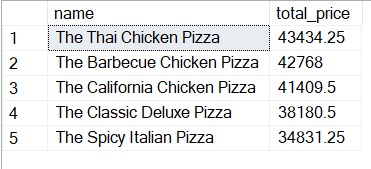 name total_price
1 The Thai Chicken Pizza 43434.25
2 The Barbecue Chicken Pizza 42768
3 The California Chicken Pizza 41409.5
4 The Classic Deluxe Pizza 38180.5
5 The Spicy Italian Pizza 34831.25